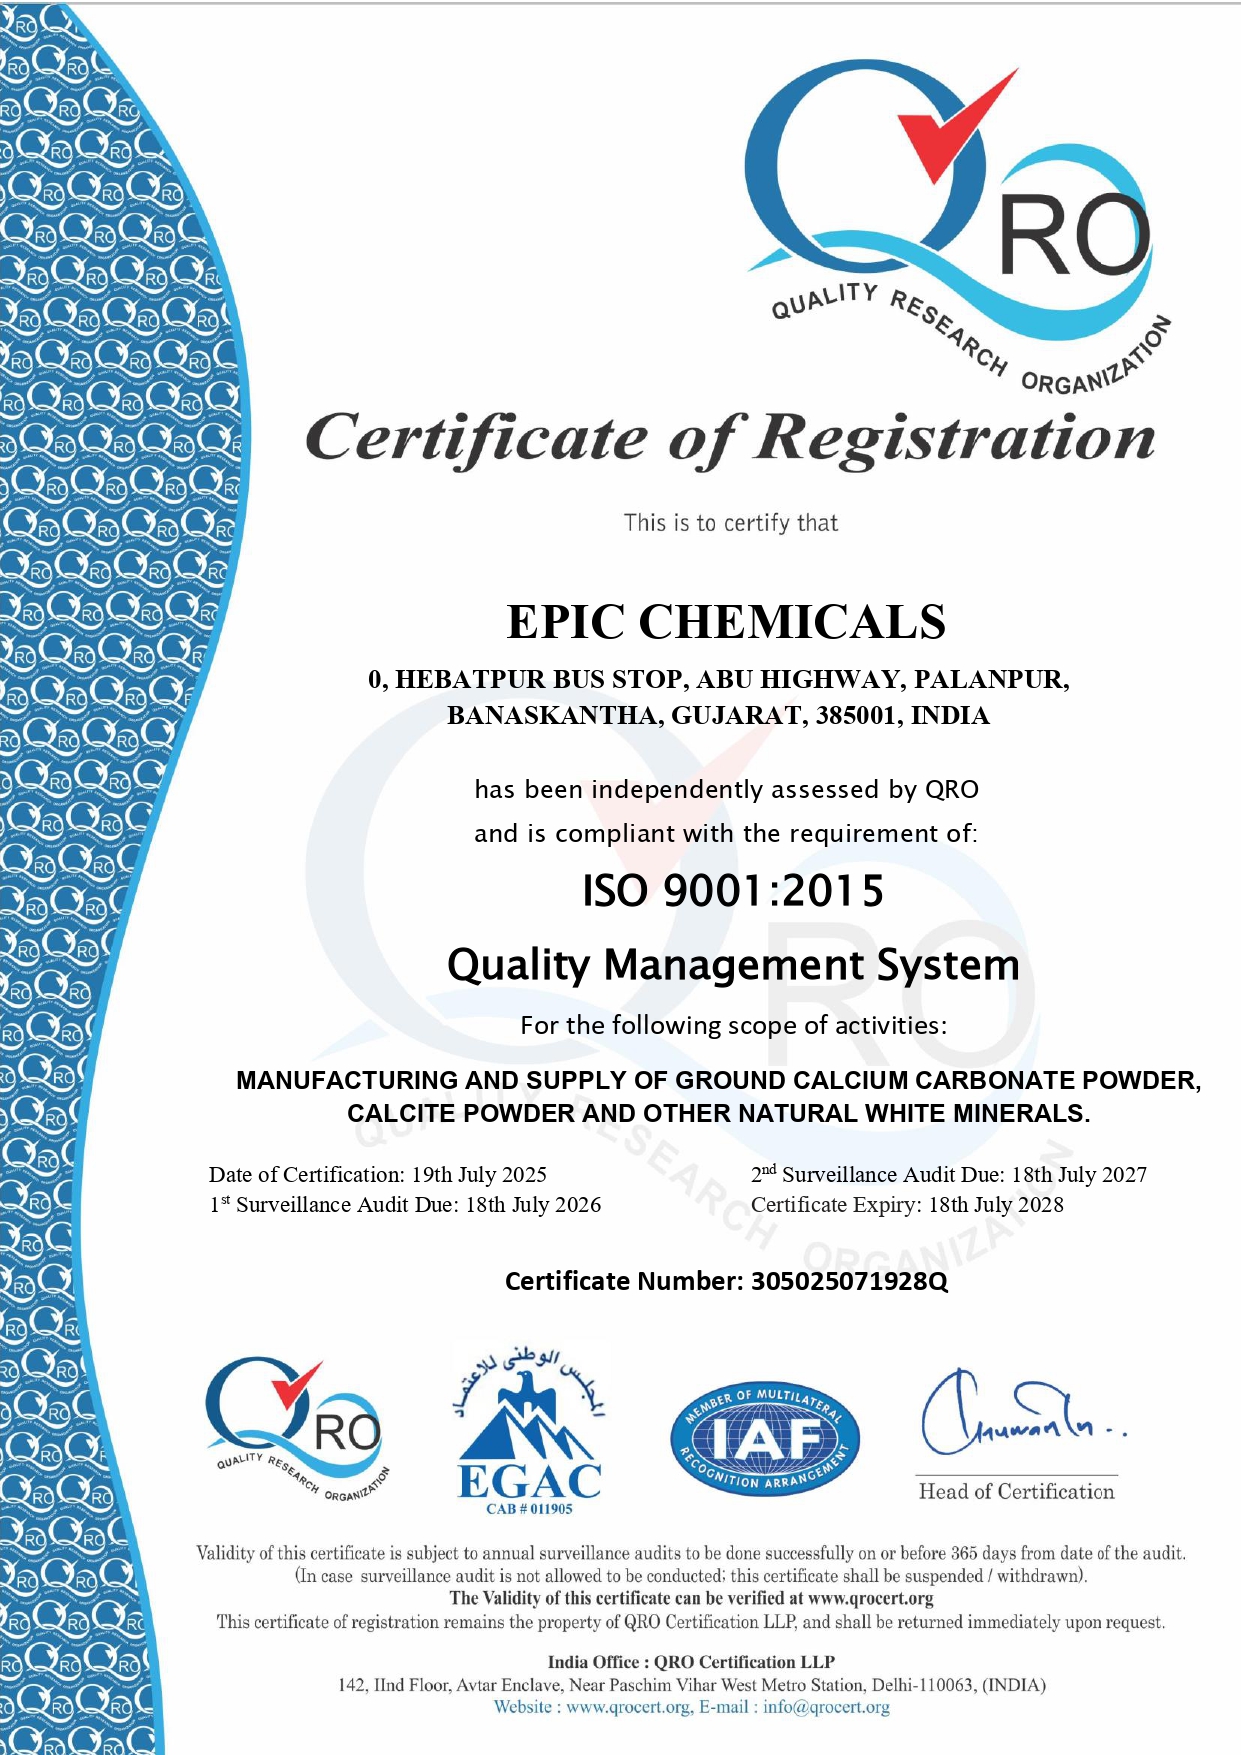 QRO
QUALITY RESEARCH ORGANIZATION
Certificate of Registration
This is to certify that
EPIC CHEMICALS
0, HEBATPUR BUS STOP, ABU HIGHWAY, PALANPUR,
BANASKANTHA, GUJARAT, 385001, INDIA
has been independently assessed by QRO
and is compliant with the requirement of:
ISO 9001:2015
Quality Management System
For the following scope of activities:
MANUFACTURING AND SUPPLY OF GROUND CALCIUM CARBONATE POWDER,
CALCITE POWDER AND OTHER NATURAL WHITE MINERALS.
Date of Certification: 19th July 2025
1st Surveillance Audit Due: 18th July 2026
2nd Surveillance Audit Due: 18th July 2027
Certificate Expiry: 18th July 2028
Certificate Number: 305025071928Q
QRO
QUALITY RESEARCH ORGANIZATION
المجلس الوطني للاعتماد
EGAC
CAB # 011905
MEMBER OF MULTILATERAL
IAF
RECOGNITION ARRANGEMENT
Head of Certification
Validity of this certificate is subject to annual surveillance audits to be done successfully on or before 365 days from date of the audit.
(In case surveillance audit is not allowed to be conducted; this certificate shall be suspended / withdrawn).
The Validity of this certificate can be verified at www.qrocert.org
This certificate of registration remains the property of QRO Certification LLP, and shall be returned immediately upon request.
India Office : QRO Certification LLP
142, IInd Floor, Avtar Enclave, Near Paschim Vihar West Metro Station, Delhi-110063, (INDIA)
Website : www.qrocert.org, E-mail : info@qrocert.org